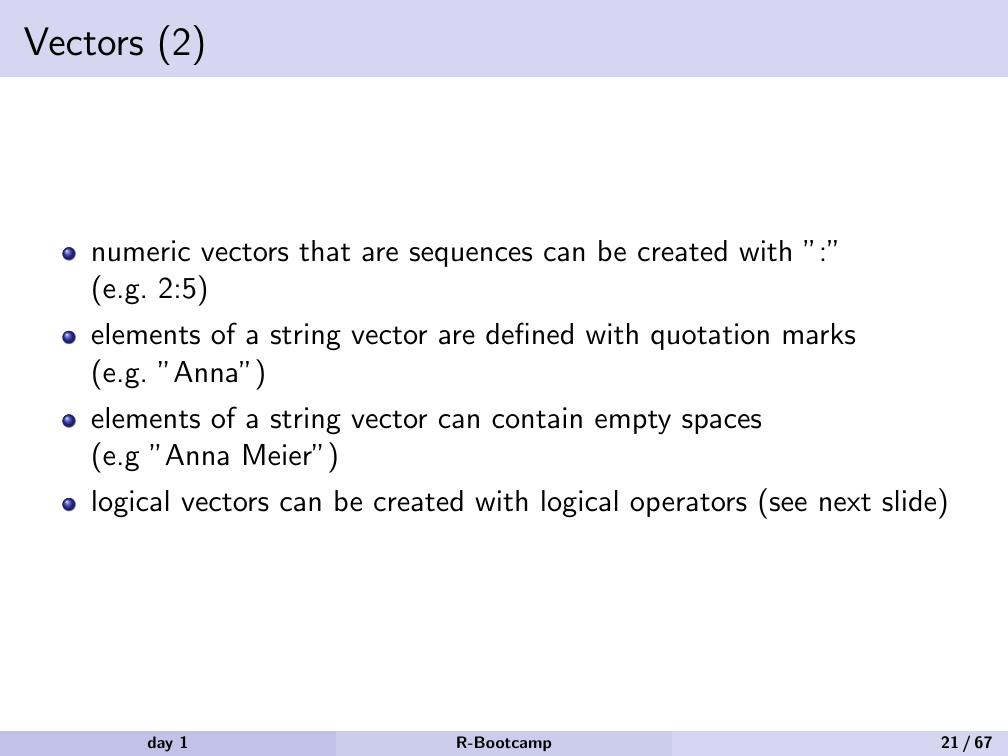 Vectors (2)
numeric vectors that are sequences can be created with ”:”
(e.g. 2:5)
elements of a string vector are defined with quotation marks
(e.g. ”Anna”)
elements of a string vector can contain empty spaces
(e.g ”Anna Meier”)
logical vectors can be created with logical operators (see next slide)
day 1 R-Bootcamp 21 / 67